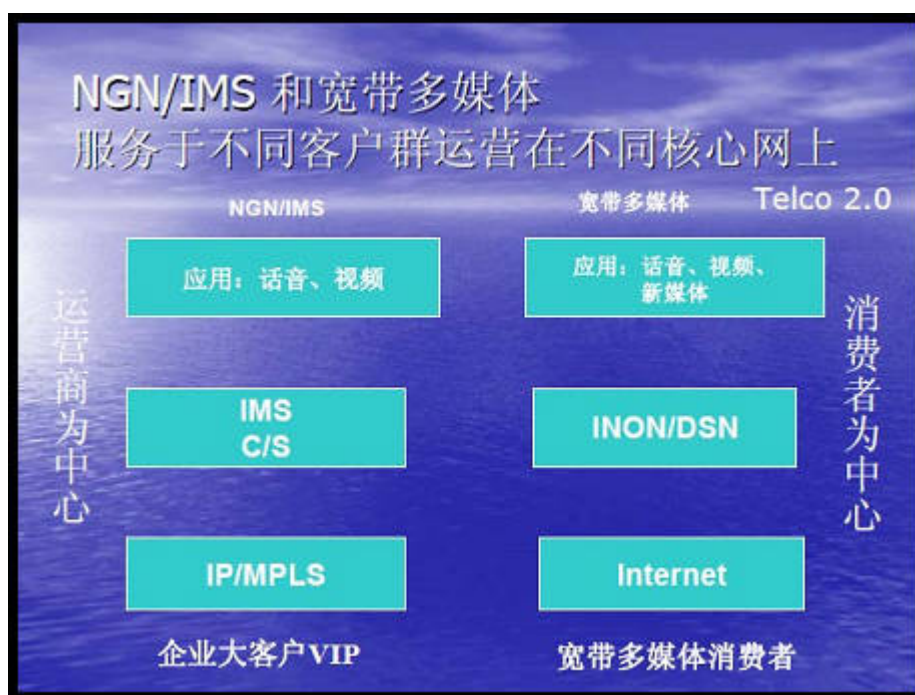 NGN/IMS 和宽带多媒体
服务于不同客户群运营在不同核心网上
NGN/IMS
宽带多媒体
Telco 2.0
应用：话音、视频
应用：话音、视频、
新媒体
运营商为中心
消费者为中心
IMS
C/S
INON/DSN
IP/MPLS
Internet
企业大客户VIP
宽带多媒体消费者